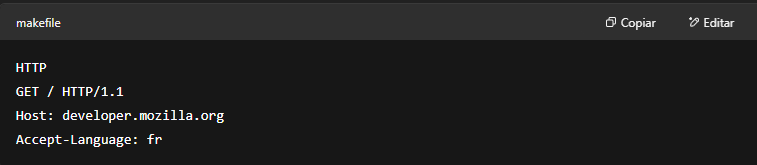 makefile
Copiar
Editar
HTTP
GET / HTTP/1.1
Host: developer.mozilla.org
Accept-Language: fr